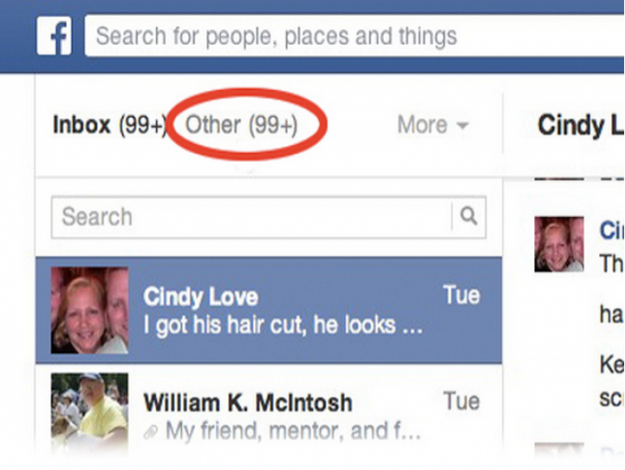 f Search for people, places and things
Inbox (99+) Other (99+) More
Cindy L
Search
Cindy Love Tue
I got his hair cut, he looks ...
William K. McIntosh Tue
My friend, mentor, and f...
Ci
Th
ha
Ke
sc